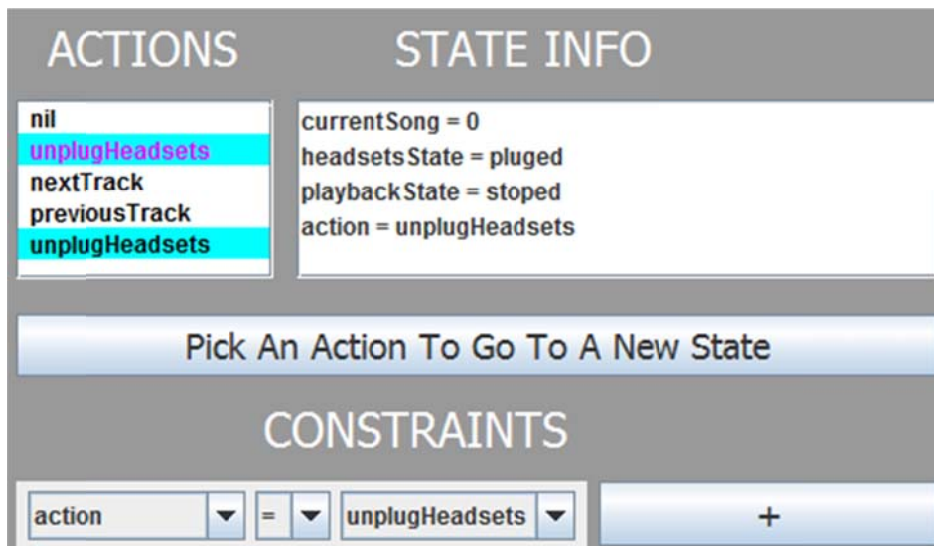 ACTIONS
nil
unplugHeadsets
nextTrack
previousTrack
unplugHeadsets
STATE INFO
currentSong = 0
headsetsState = pluged
playbackState = stoped
action = unplugHeadsets
Pick An Action To Go To A New State
CONSTRAINTS
action = unplugHeadsets +